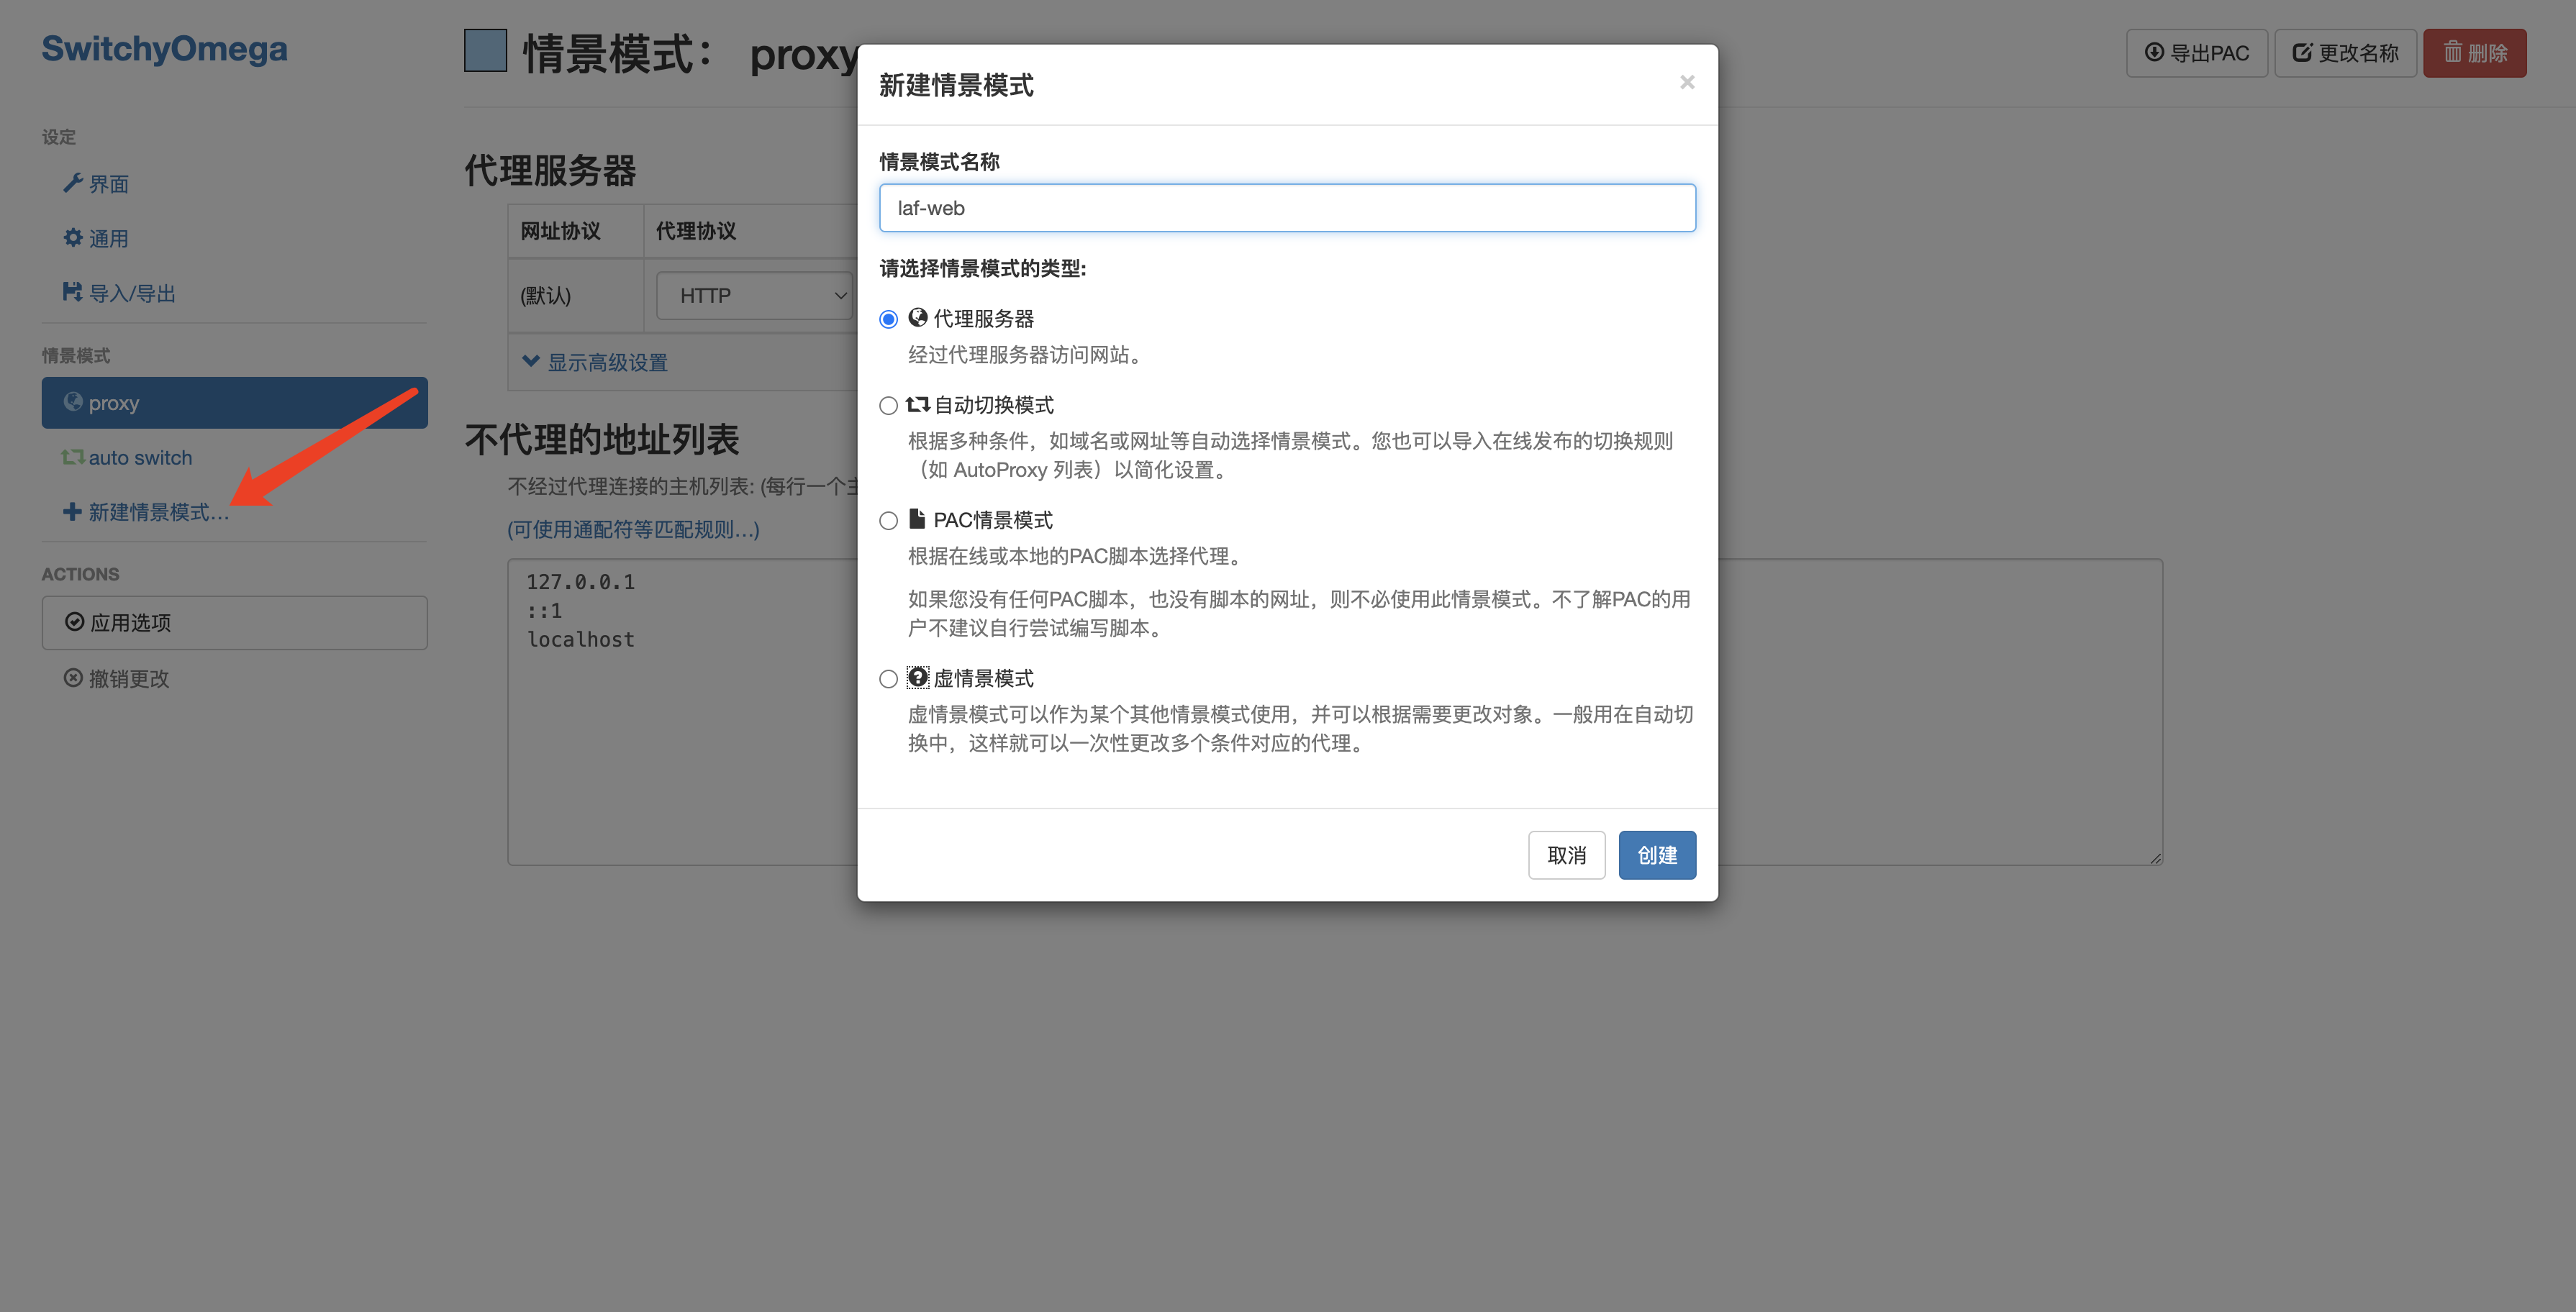 SwitchyOmega
设定
界面
通用
导入/导出
情景模式
proxy
auto switch
新建情景模式...
ACTIONS
应用选项
撤销更改
情景模式： proxy
导出PAC
更改名称
删除
代理服务器
网址协议 代理协议
(默认) HTTP
显示高级设置
不代理的地址列表
不经过代理连接的主机列表: (每行一个主
(可使用通配符等匹配规则...)
127.0.0.1
::1
localhost
新建情景模式
×
情景模式名称
laf-web
请选择情景模式的类型:
代理服务器
经过代理服务器访问网站。
自动切换模式
根据多种条件，如域名或网址等自动选择情景模式。您也可以导入在线发布的切换规则
（如 AutoProxy 列表）以简化设置。
PAC情景模式
根据在线或本地的PAC脚本选择代理。
如果您没有任何PAC脚本，也没有脚本的网址，则不必使用此情景模式。不了解PAC的用
户不建议自行尝试编写脚本。
虚情景模式
虚情景模式可以作为某个其他情景模式使用，并可以根据需要更改对象。一般用在自动切
换中，这样就可以一次性更改多个条件对应的代理。
取消
创建